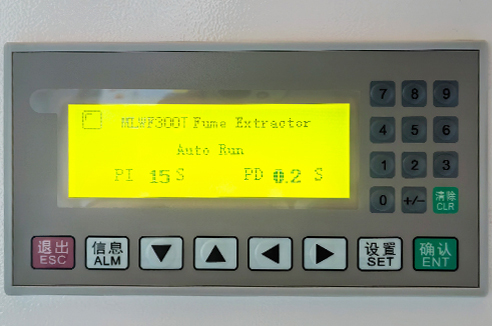 MLWF300T Fume Extractor
Auto Run
PI 15 S PD 0.2 S
7 8 9
4 5 6
1 2 3
0 +/- 清除 CLR
退出 信息 设置 确认
ESC ALM ▼ ▲ ◀ ▶ SET ENT